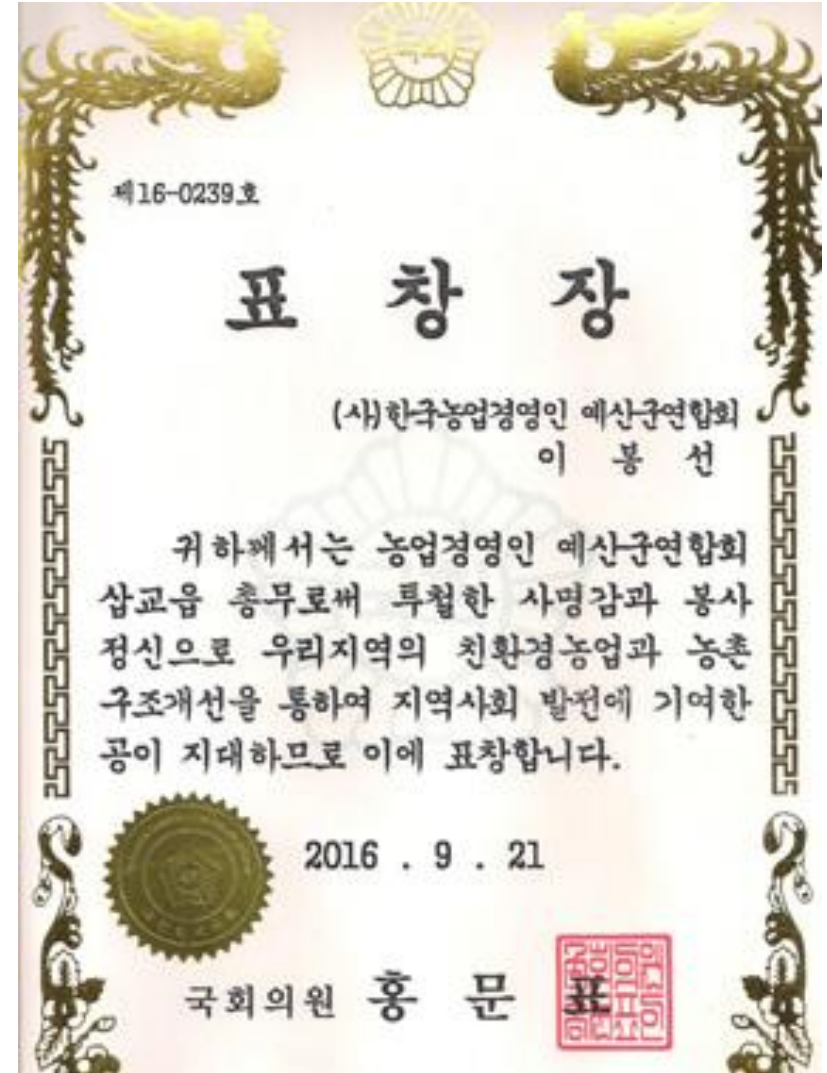 제16-0239호
표 창 장
(사)한국농업경영인 예산군연합회
이 봉 선
귀하께서는 농업경영인 예산군연합회
삽교읍 총무로써 투철한 사명감과 봉사
정신으로 우리지역의 친환경농업과 농촌
구조개선을 통하여 지역사회 발전에 기여한
공이 지대하므로 이에 표창합니다.
2016 . 9 . 21
국회의원 홍 문 표